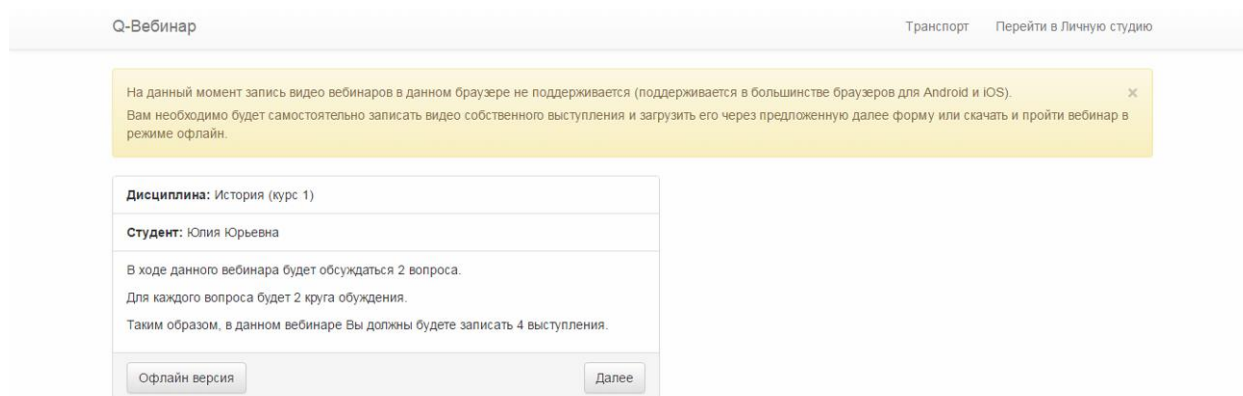 Q-Вебинар
Транспорт Перейти в Личную студию
На данный момент запись видео вебинаров в данном браузере не поддерживается (поддерживается в большинстве браузеров для Android и iOS). ×
Вам необходимо будет самостоятельно записать видео собственного выступления и загрузить его через предложенную далее форму или скачать и пройти вебинар в
режиме офлайн.
Дисциплина: История (курс 1)
Студент: Юлия Юрьевна
В ходе данного вебинара будет обсуждаться 2 вопроса.
Для каждого вопроса будет 2 круга обуждения.
Таким образом, в данном вебинаре Вы должны будете записать 4 выступления.
Офлайн версия Далее